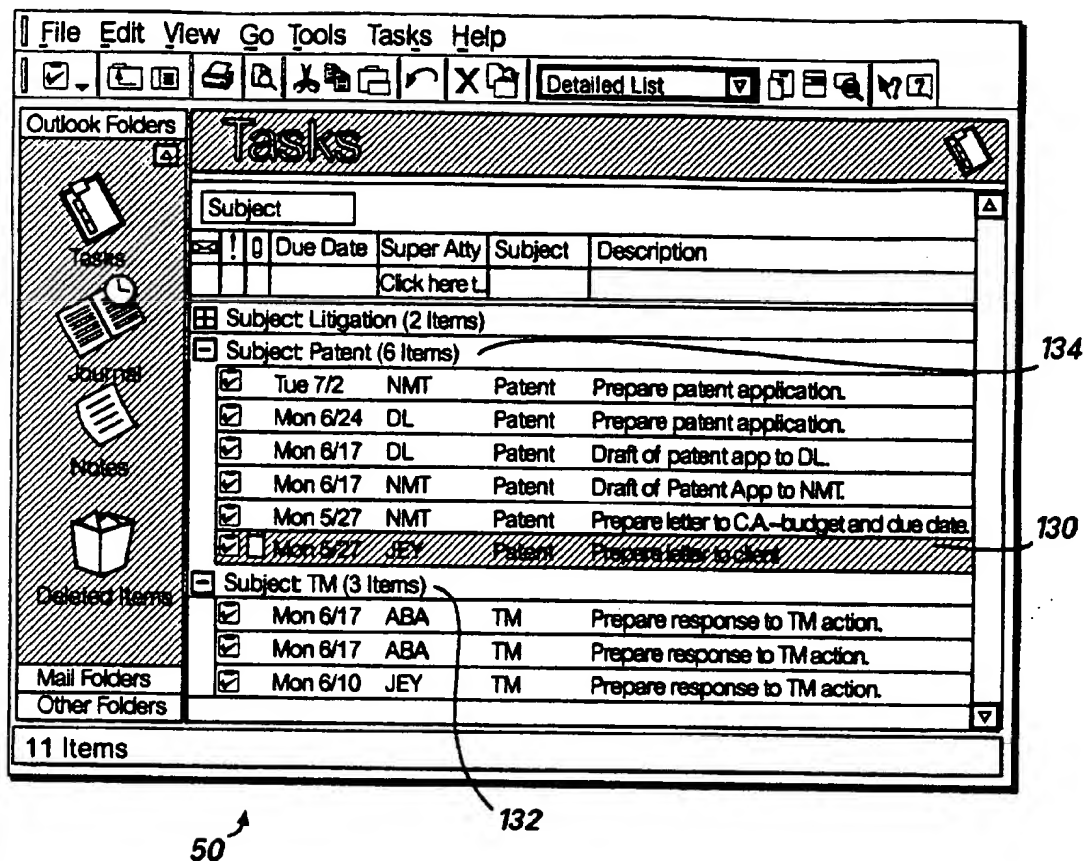 File Edit View Go Tools Tasks Help
Detailed List
Outlook Folders
Tasks
Subject
! Due Date Super Atty Subject Description
Click here t...
Tasks
Subject: Litigation (2 Items)
Subject: Patent (6 Items)
134
Journal
Tue 7/2 NMT Patent Prepare patent application.
Mon 6/24 DL Patent Prepare patent application.
Mon 6/17 DL Patent Draft of patent app to DL.
Notes
Mon 6/17 NMT Patent Draft of Patent App to NMT.
Mon 5/27 NMT Patent Prepare letter to C.A.--budget and due date.
130
Mon 5/27 JEY Patent Prepare letter to client
Deleted Items
Subject: TM (3 Items)
Mon 6/17 ABA TM Prepare response to TM action.
Mon 6/17 ABA TM Prepare response to TM action.
Mon 6/10 JEY TM Prepare response to TM action.
Mail Folders
Other Folders
11 Items
132
50